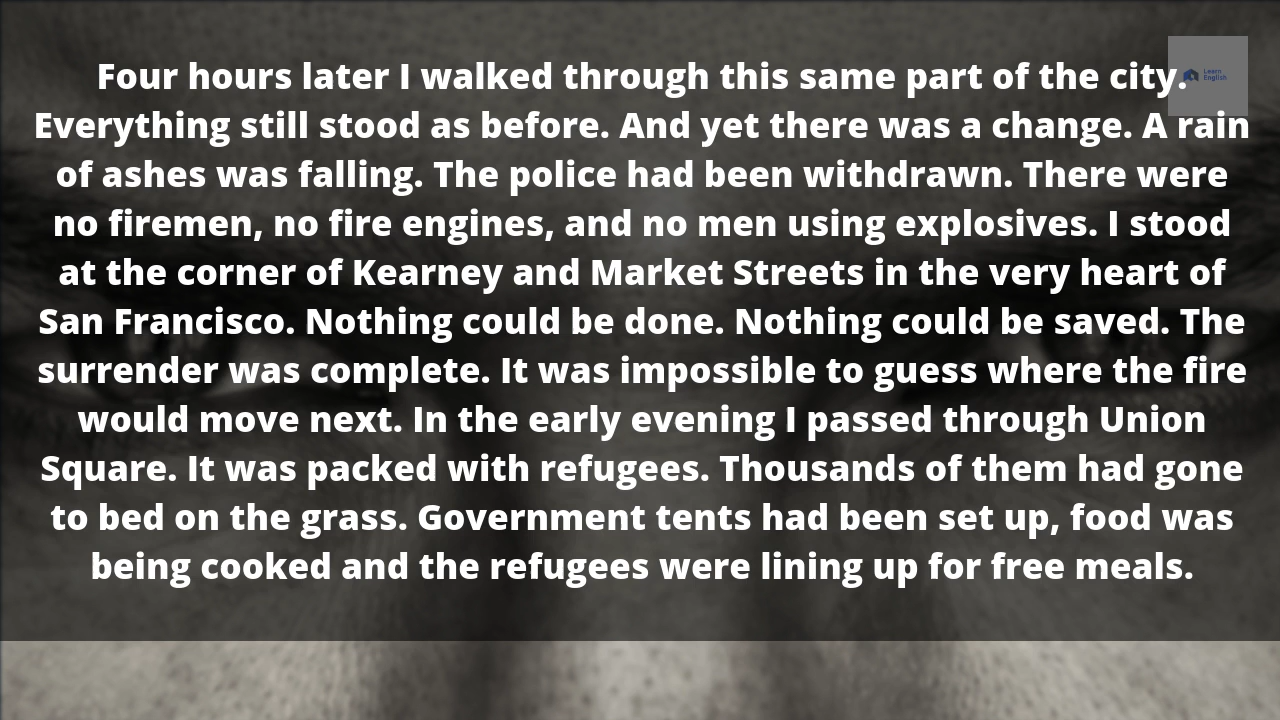 Four hours later I walked through this same part of the city.
Everything still stood as before. And yet there was a change. A rain
of ashes was falling. The police had been withdrawn. There were
no firemen, no fire engines, and no men using explosives. I stood
at the corner of Kearney and Market Streets in the very heart of
San Francisco. Nothing could be done. Nothing could be saved. The
surrender was complete. It was impossible to guess where the fire
would move next. In the early evening I passed through Union
Square. It was packed with refugees. Thousands of them had gone
to bed on the grass. Government tents had been set up, food was
being cooked and the refugees were lining up for free meals.
Learn
English